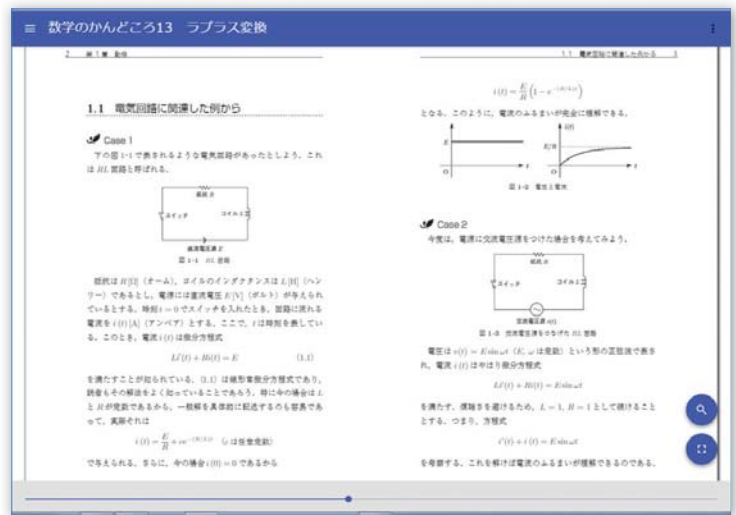 数学のかんどころ13 ラプラス変換
2 第1章 動機
1.1 電気回路に関連した例から
Case 1
下の図1-1で表されるような電気回路があったとしよう．これ
は RL 回路と呼ばれる．
抵抗 R
スイッチ
コイル L
直流電圧源 E
図 1-1 RL 回路
抵抗は R[Ω]（オーム），コイルのインダクタンスは L[H]（ヘン
リー）であるとし，電源には直流電圧 E[V]（ボルト）が与えられ
ているとする．時刻 t = 0 でスイッチを入れたとき，回路に流れる
電流を i(t)[A]（アンペア）とする．ここで，t は時刻を表してい
る．このとき，電流 i(t) は微分方程式
Li′(t) + Ri(t) = E (1.1)
を満たすことが知られている．(1.1) は線形常微分方程式であり，
読者もその解法をよく知っていることであろう．特に今の場合は L
と R が定数であるから，一般解を具体的に記述するのも容易であ
って，実際それは
i(t) = E/R + ce^{-(R/L)t} （c は任意定数）
で与えられる．さらに，今の場合 i(0) = 0 であるから
1.1 電気回路に関連した例から 3
i(t) = E/R (1 − e^{-(R/L)t})
となる．このように，電流のふるまいが完全に理解できる．
E
O
t
i(t)
E/R
O
t
図 1-2 電圧と電流
Case 2
今度は，電源に交流電圧源をつけた場合を考えてみよう．
抵抗 R
スイッチ
コイル L
交流電圧源 v(t)
図 1-3 交流電圧源をつなげた RL 回路
電圧は v(t) = E sin ωt（E, ω は定数）という形の正弦波で表さ
れ，電流 i(t) はやはり微分方程式
Li′(t) + Ri(t) = E sin ωt
を満たす．煩雑さを避けるため，L = 1, R = 1 として続けること
とする．つまり，方程式
i′(t) + i(t) = E sin ωt
を考察する．これを解けば電流のふるまいが理解できるのである．